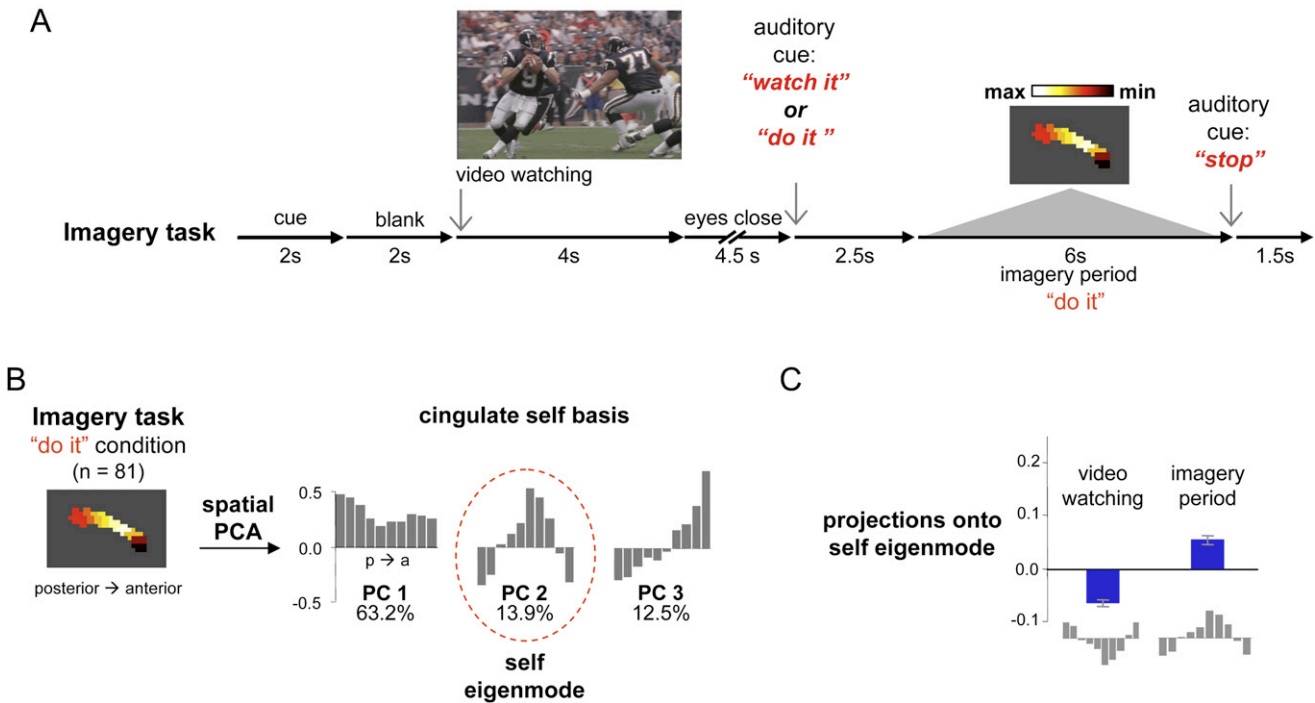 A
auditory
cue:
"watch it"
or
"do it "
max
min
auditory
cue:
"stop"
9
77
video watching
Imagery task
cue
blank
eyes close
2s
2s
4s
4.5 s
2.5s
6s
1.5s
imagery period
"do it"
B
Imagery task
"do it" condition
(n = 81)
posterior → anterior
spatial
PCA
cingulate self basis
0.5
0.0
-0.5
p → a
PC 1
63.2%
PC 2
13.9%
PC 3
12.5%
self
eigenmode
C
projections onto
self eigenmode
0.2
0.1
0.0
-0.1
video
watching
imagery
period